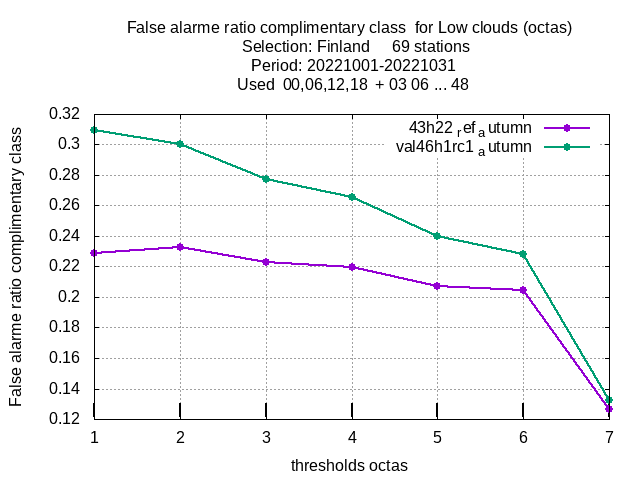 False alarme ratio complimentary class  for Low clouds (octas)
Selection: Finland     69 stations
Period: 20221001-20221031
Used  00,06,12,18  + 03 06 ... 48
43h22 refautumn
val46h1rc1 autumn
False alarme ratio complimentary class
0.32
0.3
0.28
0.26
0.24
0.22
0.2
0.18
0.16
0.14
0.12
1 2 3 4 5 6 7
thresholds octas